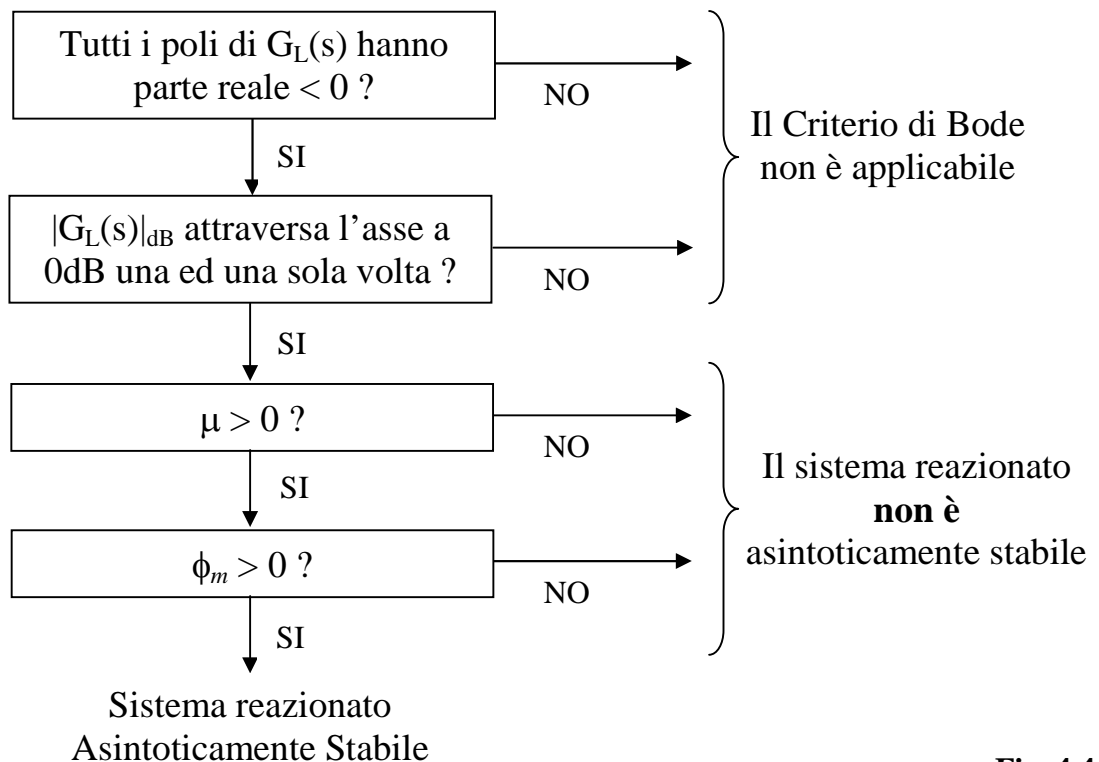 Tutti i poli di G_L(s) hanno
parte reale < 0 ?
NO
SI
Il Criterio di Bode
non è applicabile
|G_L(s)|_dB attraversa l’asse a
0dB una ed una sola volta ?
NO
SI
μ > 0 ?
NO
SI
Il sistema reazionato
non è
asintoticamente stabile
ϕ_m > 0 ?
NO
SI
Sistema reazionato
Asintoticamente Stabile